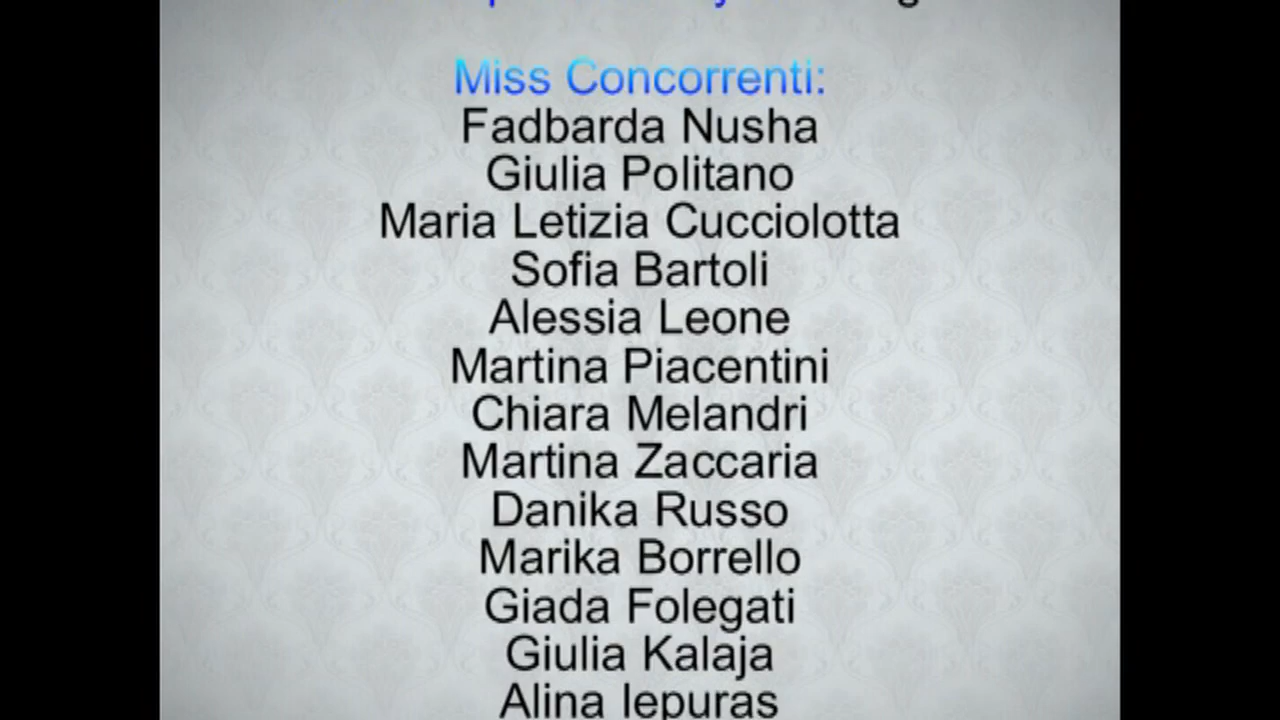 Miss Concorrenti:
Fadbarda Nusha
Giulia Politano
Maria Letizia Cucciolotta
Sofia Bartoli
Alessia Leone
Martina Piacentini
Chiara Melandri
Martina Zaccaria
Danika Russo
Marika Borrello
Giada Folegati
Giulia Kalaja
Alina Iepuras